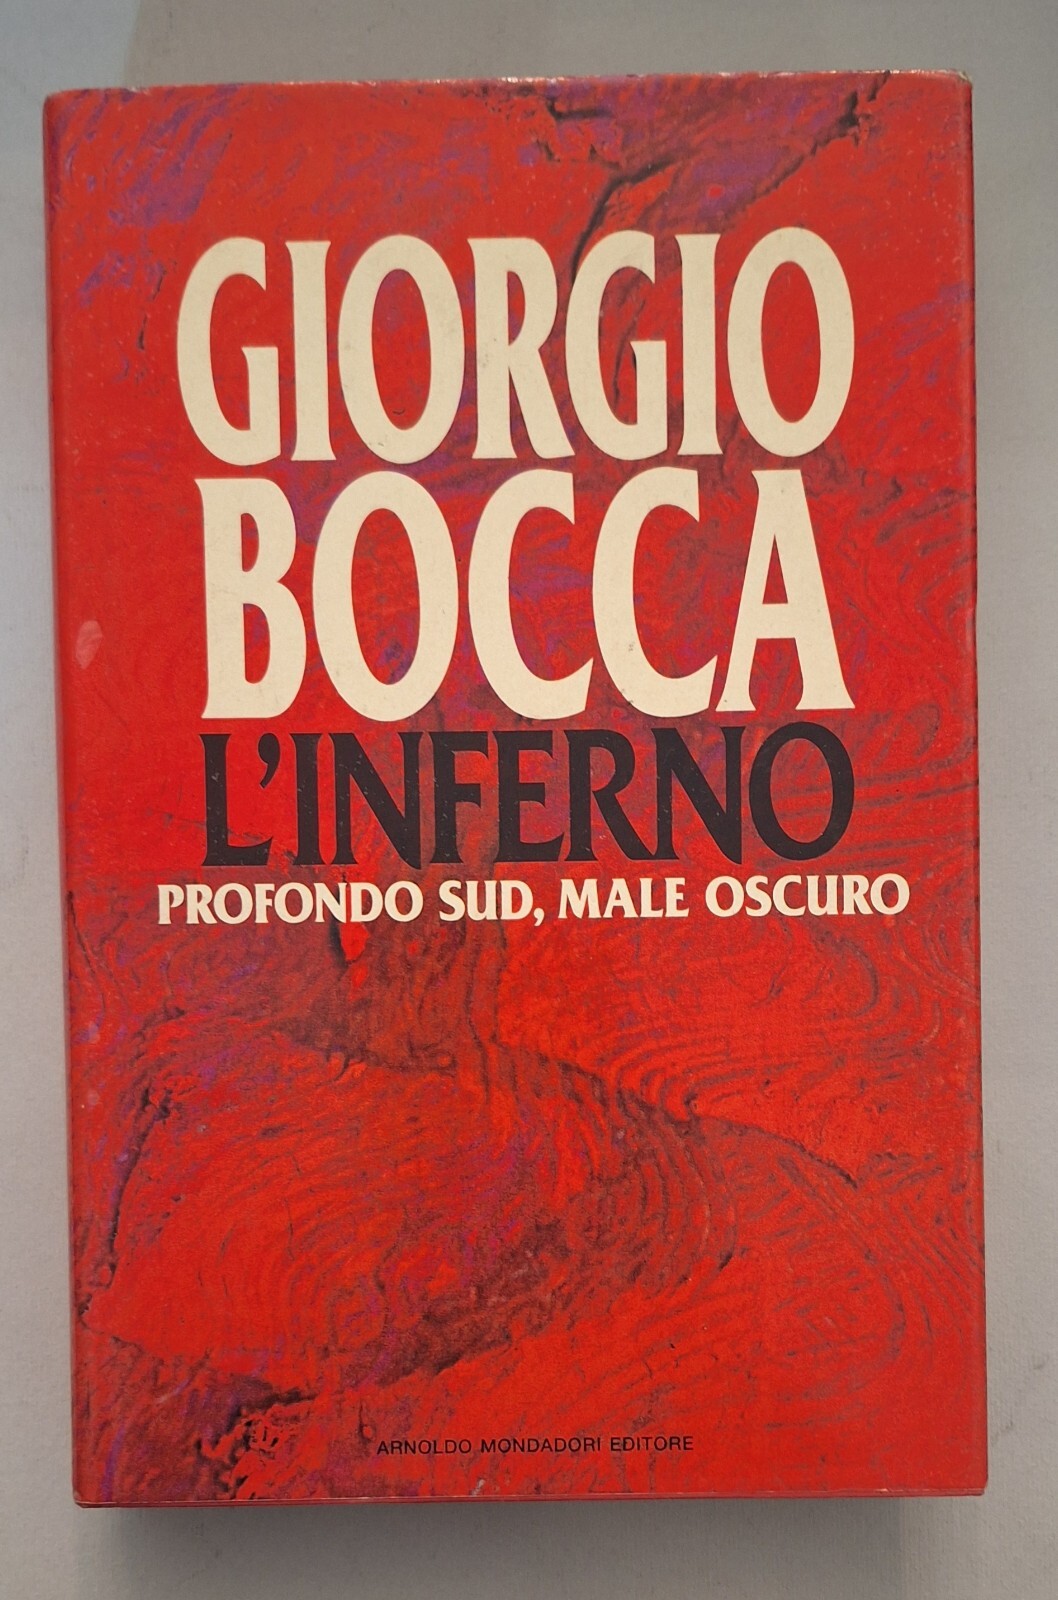 GIORGIO
BOCCA
L'INFERNO
PROFONDO SUD, MALE OSCURO
ARNOLDO MONDADORI EDITORE